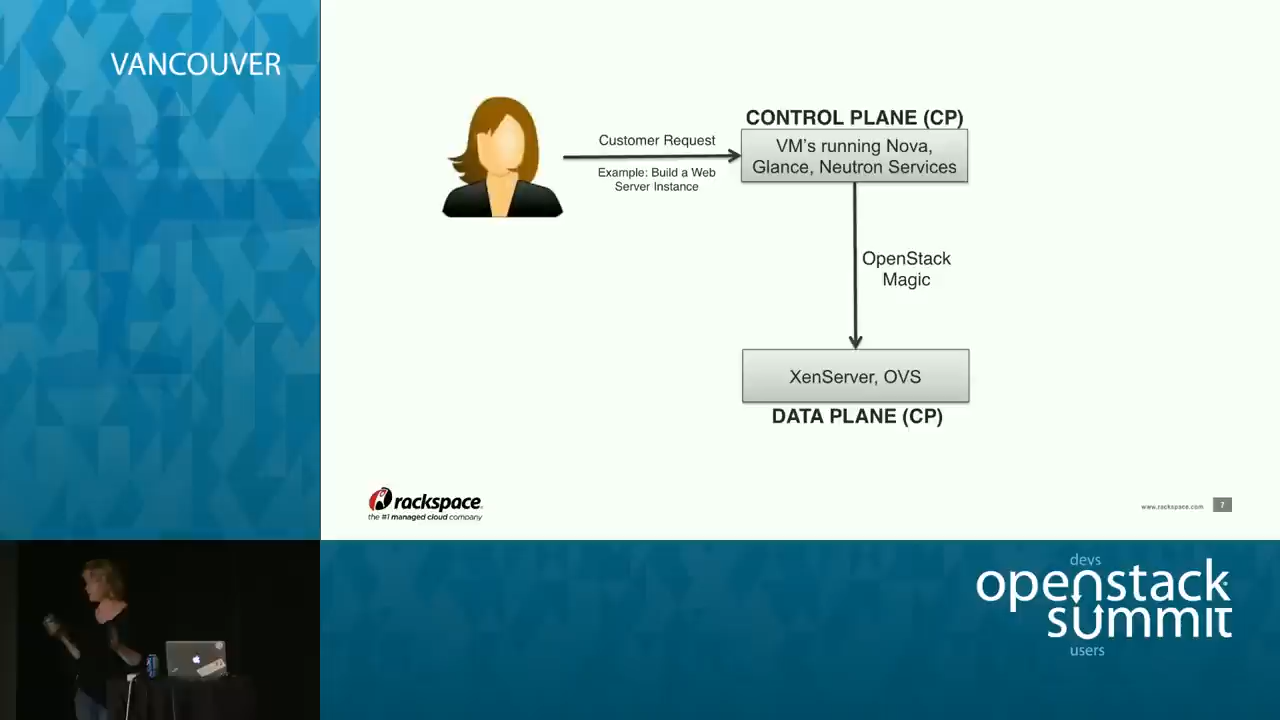 VANCOUVER
Customer Request
Example: Build a Web
Server Instance
CONTROL PLANE (CP)
VM's running Nova,
Glance, Neutron Services
OpenStack
Magic
XenServer, OVS
DATA PLANE (CP)
rackspace
the #1 managed cloud company
www.rackspace.com
7
devs
openstack
summit
users